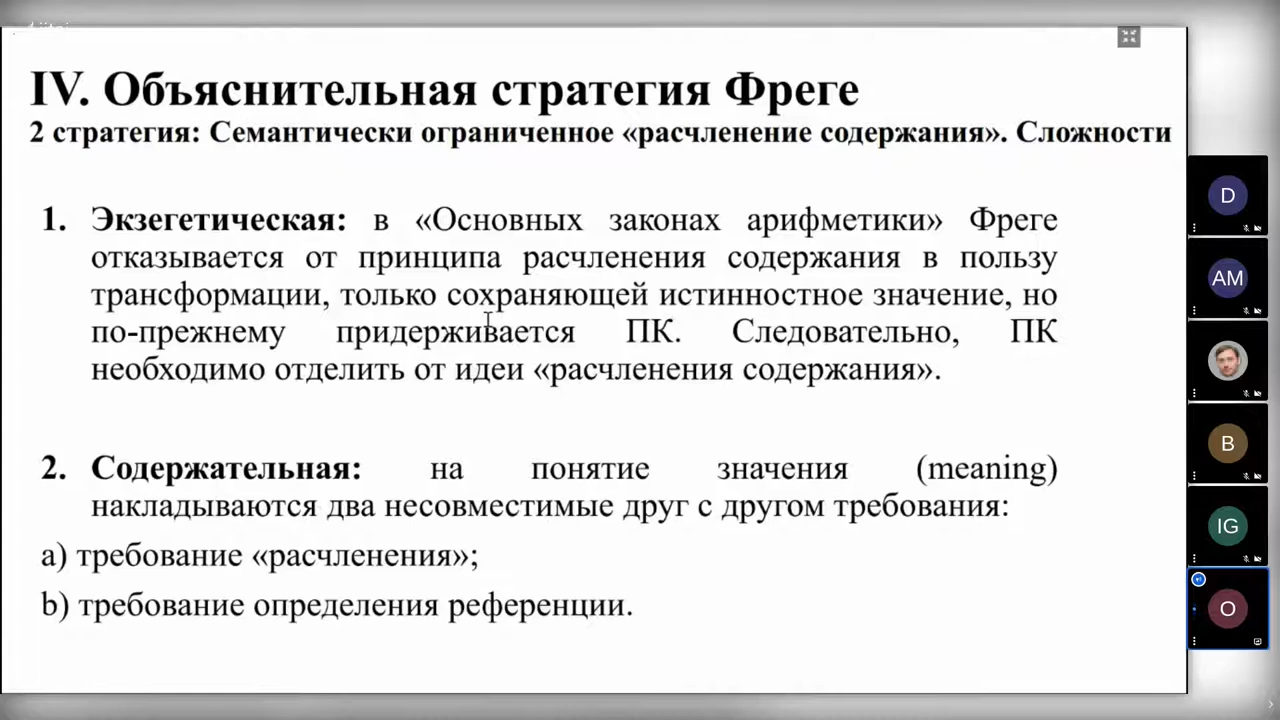 IV. Объяснительная стратегия Фреге
2 стратегия: Семантически ограниченное «расчленение содержания». Сложности
1. Экзегетическая: в «Основных законах арифметики» Фреге
отказывается от принципа расчленения содержания в пользу
трансформации, только сохраняющей истинностное значение, но
по-прежнему придерживается ПК. Следовательно, ПК
необходимо отделить от идеи «расчленения содержания».
2. Содержательная: на понятие значения (meaning)
накладываются два несовместимые друг с другом требования:
a) требование «расчленения»;
b) требование определения референции.
D
AM
B
IG
O